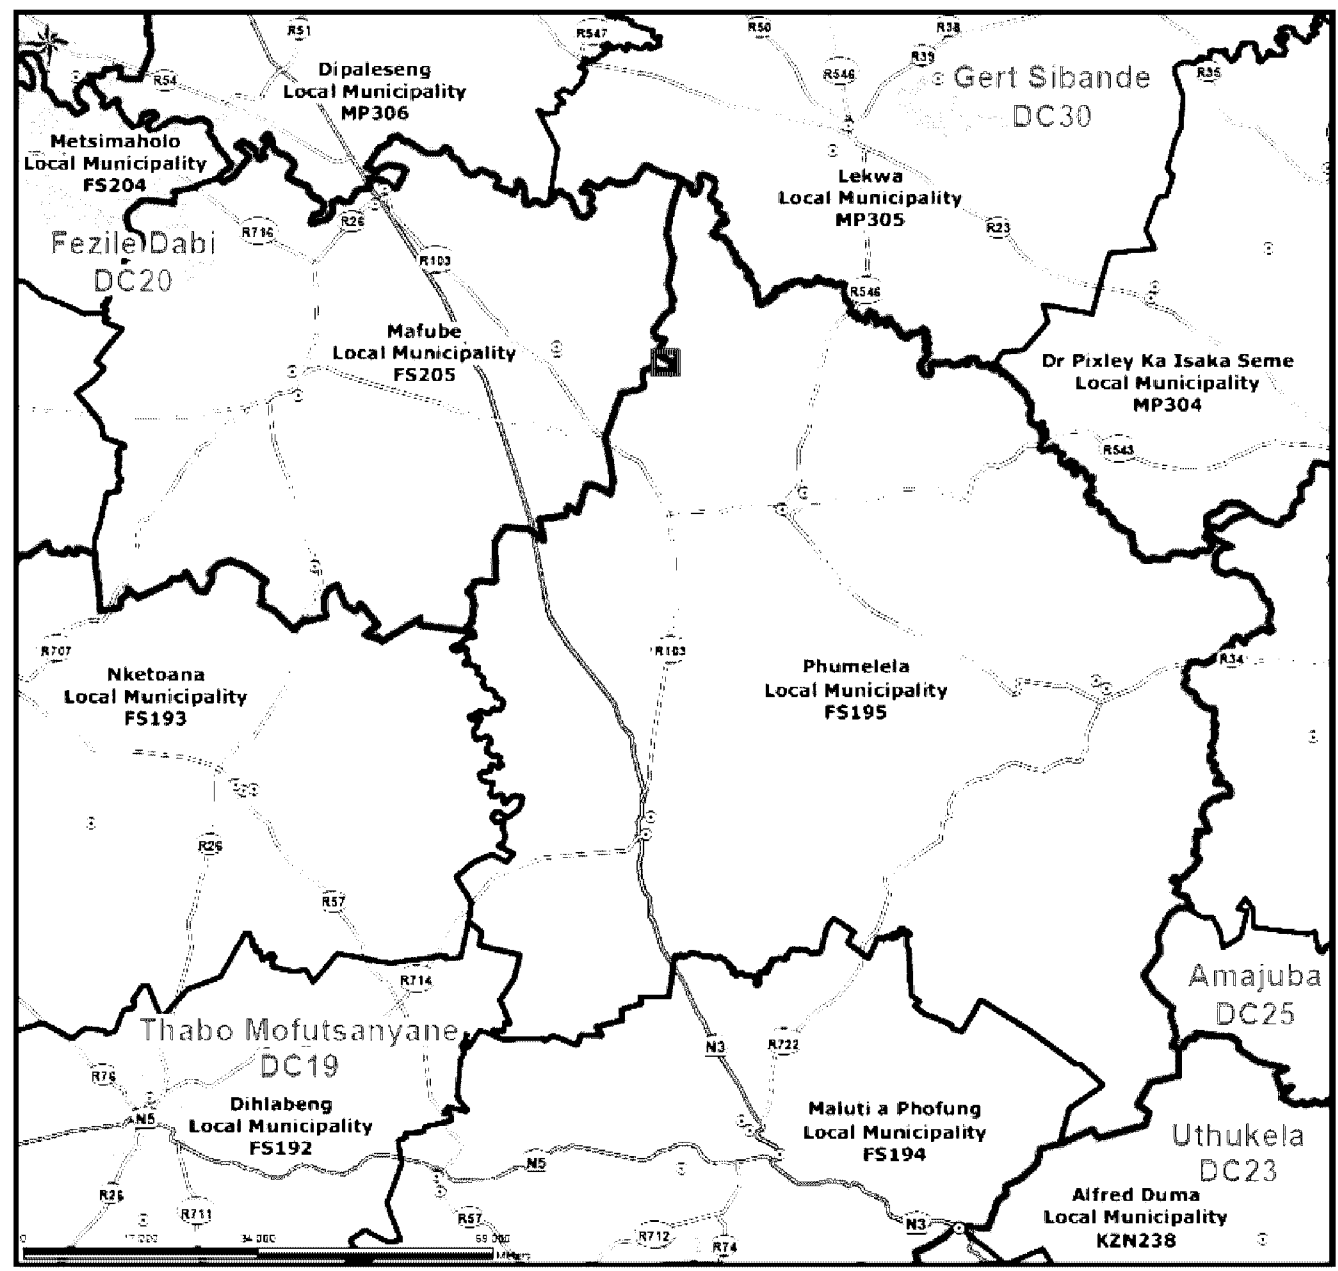 R51
R547
R50
R38
R39
R546
R35
R54
Dipaleseng
Local Municipality
MP306
Gert Sibande
DC30
Metsimaholo
Local Municipality
FS204
Lekwa
Local Municipality
MP305
R716
R26
R23
Fezile Dabi
DC20
R103
R546
Mafube
Local Municipality
FS205
Dr Pixley Ka Isaka Seme
Local Municipality
MP304
R543
R707
R103
R34
Nketoana
Local Municipality
FS193
Phumelela
Local Municipality
FS195
R26
R57
R714
Amajuba
DC25
Thabo Mofutsanyane
DC19
N3
R722
R76
N5
Dihlabeng
Local Municipality
FS192
Maluti a Phofung
Local Municipality
FS194
Uthukela
DC23
N5
R26
R711
R57
N3
Alfred Duma
Local Municipality
KZN238
R712
R74
0
34 000